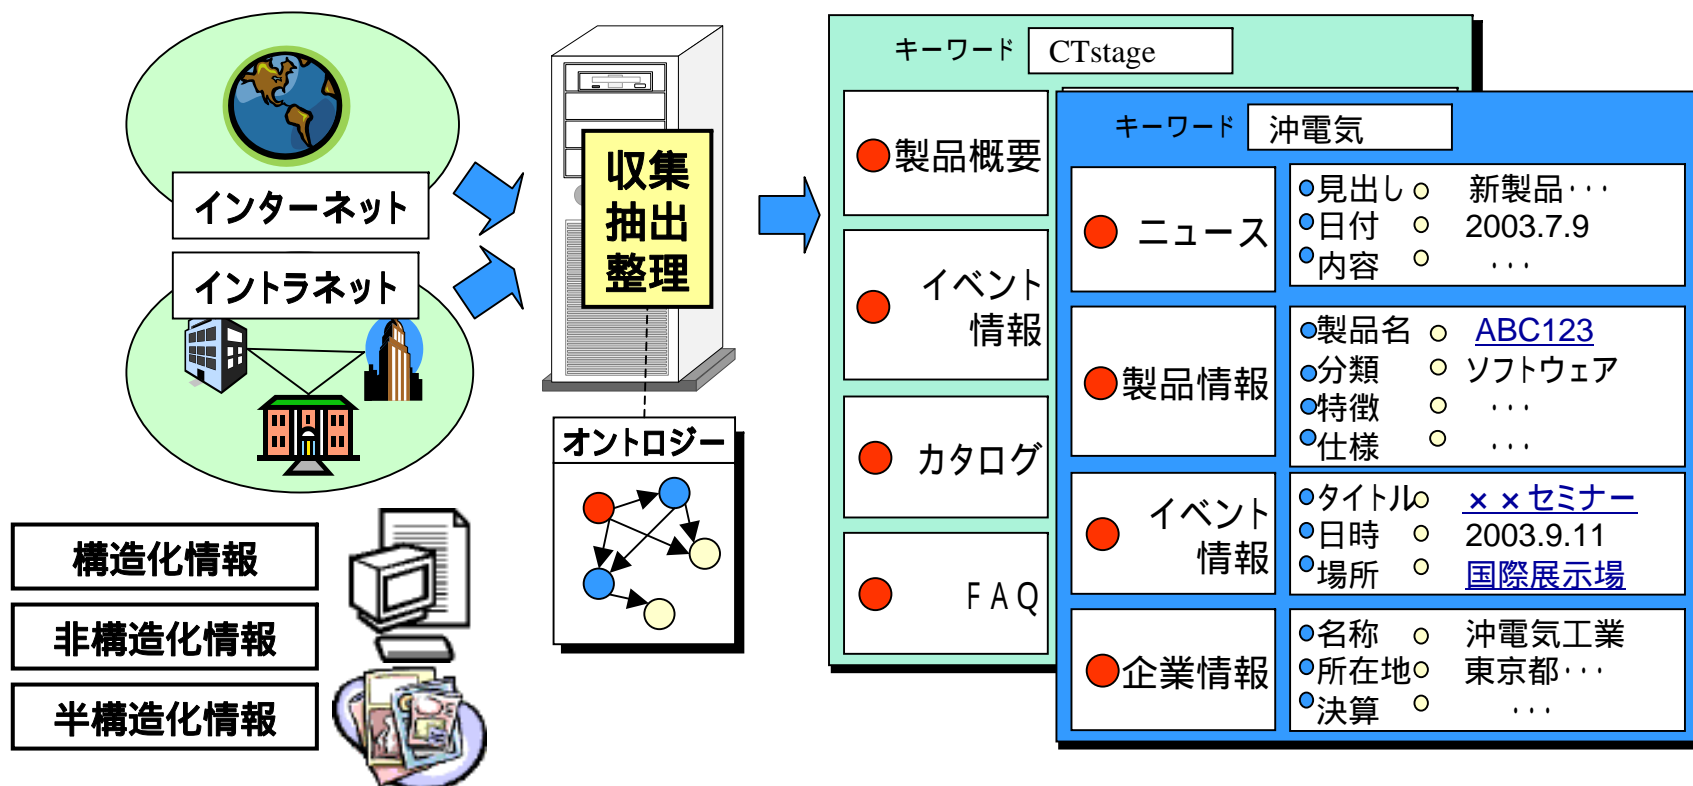 インターネット
イントラネット
構造化情報
非構造化情報
半構造化情報
収集
抽出
整理
オントロジー
キーワード CTstage
製品概要
イベント
情報
カタログ
FAQ
キーワード 沖電気
ニュース
見出し 新製品・・・
日付 2003.7.9
内容 ・・・
製品情報
製品名 ABC123
分類 ソフトウェア
特徴 ・・・
仕様 ・・・
イベント
情報
タイトル ××セミナー
日時 2003.9.11
場所 国際展示場
企業情報
名称 沖電気工業
所在地 東京都・・・
決算 ・・・